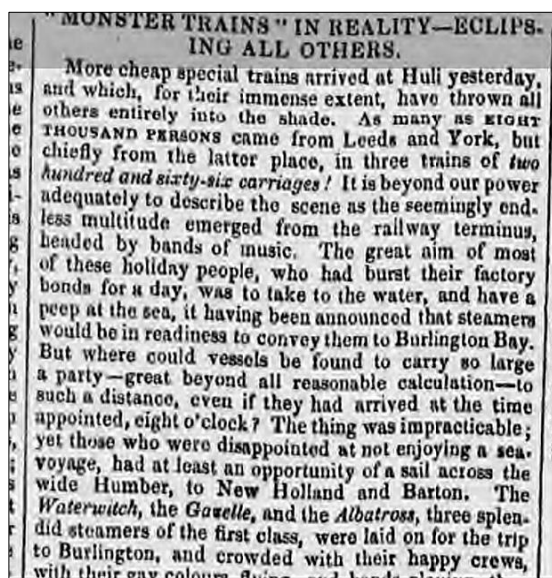 "MONSTER TRAINS" IN REALITY—ECLIPS-
ING ALL OTHERS.
More cheap special trains arrived at Hull yesterday,
and which, for their immense extent, have thrown all
others entirely into the shade. As many as EIGHT
THOUSAND PERSONS came from Leeds and York, but
chiefly from the latter place, in three trains of two
hundred and sixty-six carriages! It is beyond our power
adequately to describe the scene as the seemingly end-
less multitude emerged from the railway terminus,
headed by bands of music. The great aim of most
of these holiday people, who had burst their factory
bonds for a day, was to take to the water, and have a
peep at the sea, it having been announced that steamers
would be in readiness to convey them to Burlington Bay.
But where could vessels be found to carry so large
a party—great beyond all reasonable calculation—to
such a distance, even if they had arrived at the time
appointed, eight o'clock? The thing was impracticable;
yet those who were disappointed at not enjoying a sea-
voyage, had at least an opportunity of a sail across the
wide Humber, to New Holland and Barton. The
Waterwitch, the Gazelle, and the Albatross, three splen-
did steamers of the first class, were laid on for the trip
to Burlington, and crowded with their happy crews,
with their gay colours flying, and bands playing, they